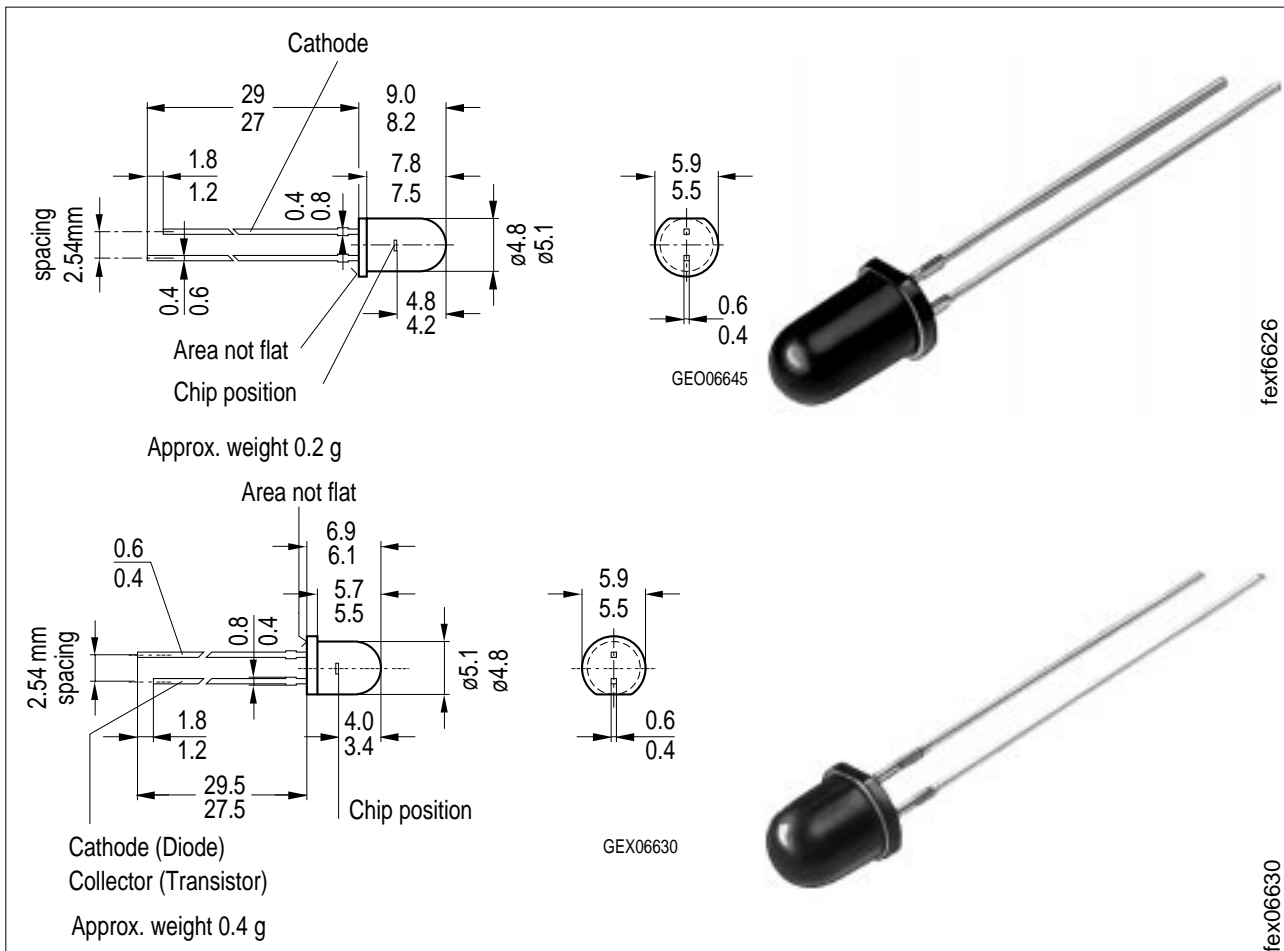 Cathode
29
27
9.0
8.2
7.8
7.5
1.8
1.2
0.4
0.8
spacing
2.54mm
0.4
0.6
ø4.8
ø5.1
4.8
4.2
Area not flat
Chip position
5.9
5.5
0.6
0.4
GEO06645
fexf6626
Approx. weight 0.2 g
Area not flat
6.9
6.1
5.7
5.5
0.6
0.4
0.8
0.4
2.54 mm
spacing
ø5.1
ø4.8
1.8
1.2
4.0
3.4
29.5
27.5
Chip position
5.9
5.5
0.6
0.4
GEX06630
Cathode (Diode)
Collector (Transistor)
Approx. weight 0.4 g
fex06630